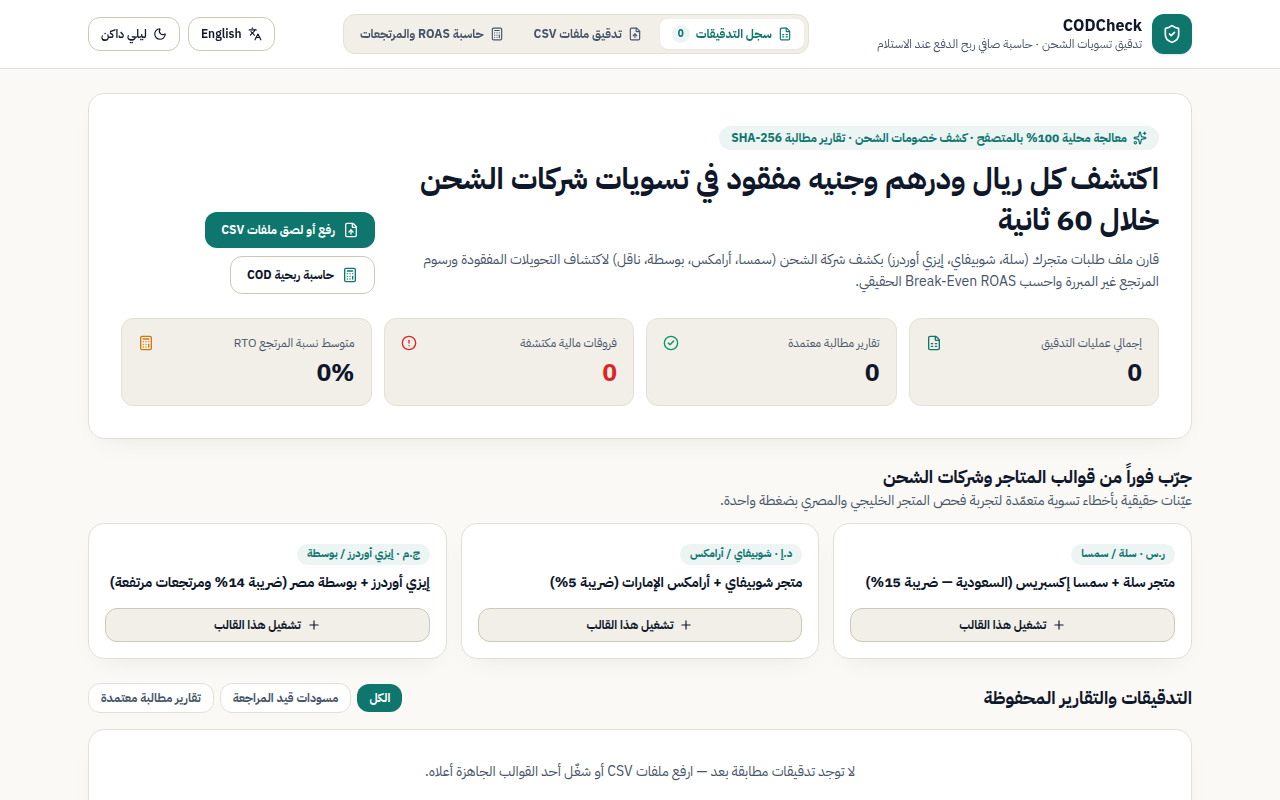 CODCheck
تدقيق تسويات الشحن · حاسبة صافي ربح الدفع عند الاستلام
سجل التدقيقات 0
تدقيق ملفات CSV
حاسبة ROAS والمرتجعات
English
ليلي داكن
معالجة محلية 100% بالمتصفح · كشف خصومات الشحن · تقارير مطالبة SHA-256
اكتشف كل ريال ودرهم وجنيه مفقود في تسويات شركات الشحن
خلال 60 ثانية
قارن ملف طلبات متجرك (سلة، شوبيفاي، إيزي أوردرز) بكشف شركة الشحن (سمسا، أرامكس، بوسطة، ناقل) لاكتشاف التحويلات المفقودة ورسوم
المرتجع غير المبررة واحسب Break-Even ROAS الحقيقي.
رفع أو لصق ملفات CSV
حاسبة ربحية COD
إجمالي عمليات التدقيق
0
تقارير مطالبة معتمدة
0
فروقات مالية مكتشفة
0
متوسط نسبة المرتجع RTO
0%
جرّب فوراً من قوالب المتاجر وشركات الشحن
عيّنات حقيقية بأخطاء تسوية متعمّدة لتجربة فحص المتجر الخليجي والمصري بضغطة واحدة.
ر.س · سلة / سمسا
متجر سلة + سمسا إكسبريس (السعودية — ضريبة 15%)
تشغيل هذا القالب
د.إ · شوبيفاي / أرامكس
متجر شوبيفاي + أرامكس الإمارات (ضريبة 5%)
تشغيل هذا القالب
ج.م · إيزي أوردرز / بوسطة
إيزي أوردرز + بوسطة مصر (ضريبة 14% ومرتجعات مرتفعة)
تشغيل هذا القالب
التدقيقات والتقارير المحفوظة
الكل
مسودات قيد المراجعة
تقارير مطالبة معتمدة
لا توجد تدقيقات مطابقة بعد — ارفع ملفات CSV أو شغّل أحد القوالب الجاهزة أعلاه.